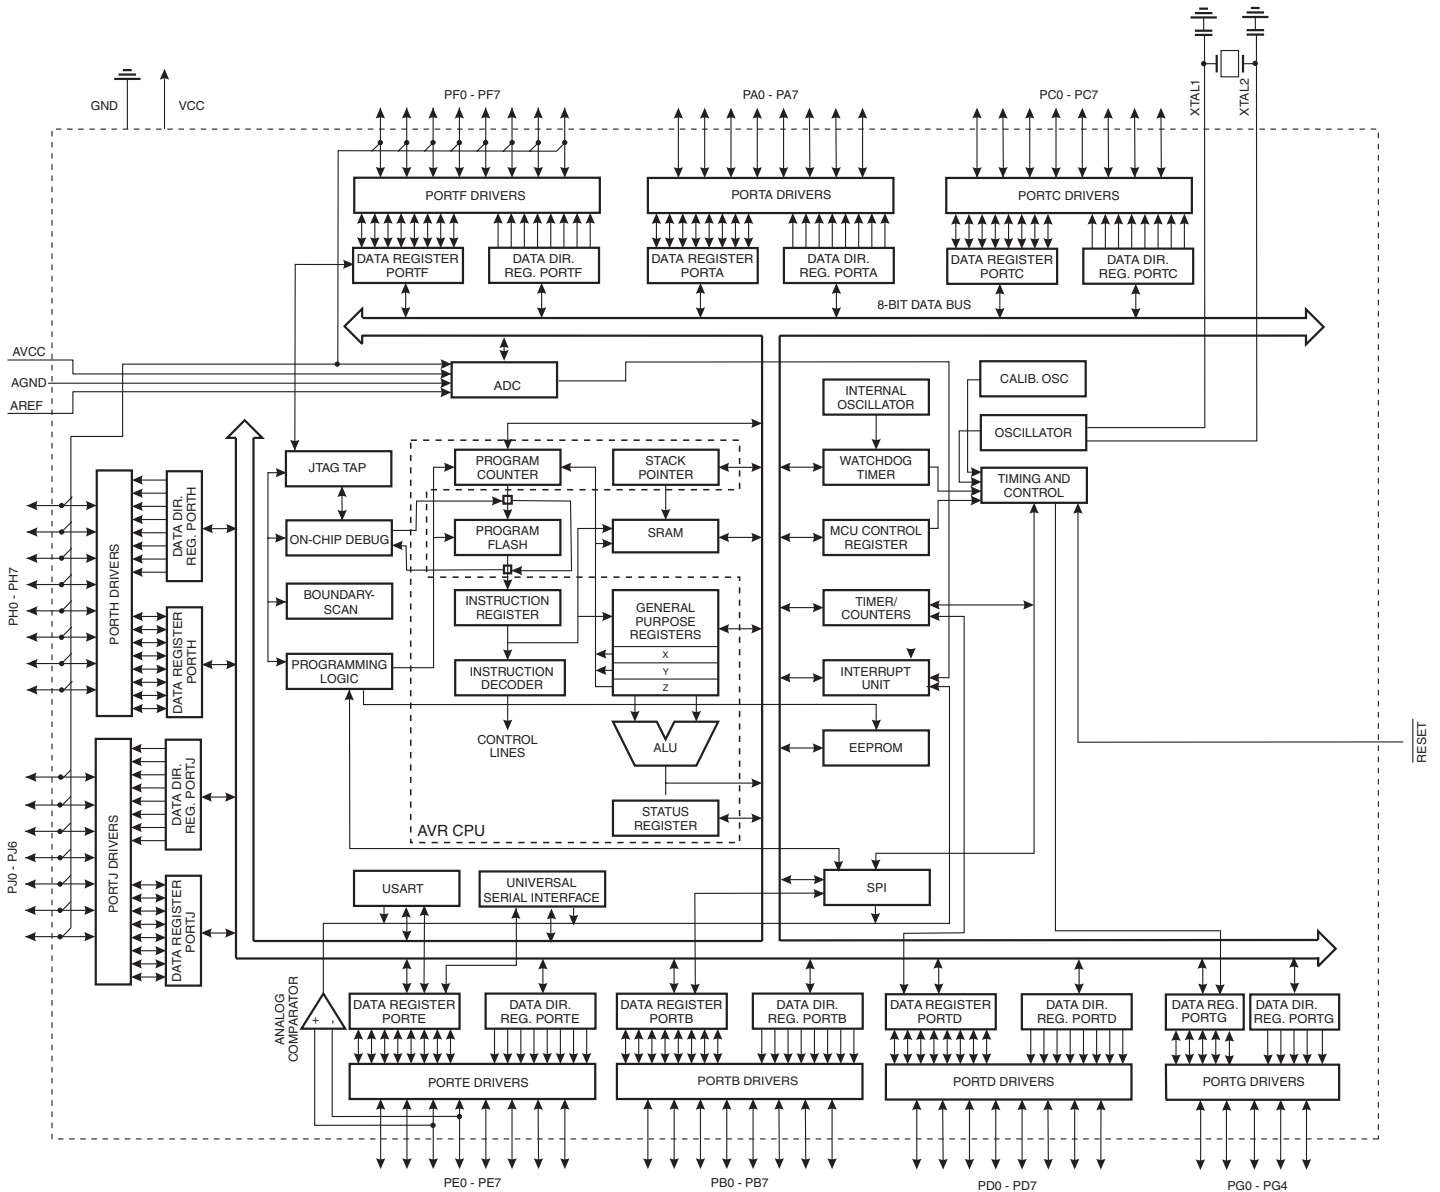 XTAL1
XTAL2
GND
VCC
PF0 - PF7
PA0 - PA7
PC0 - PC7
PORTF DRIVERS
PORTA DRIVERS
PORTC DRIVERS
DATA REGISTER
PORTF
DATA DIR.
REG. PORTF
DATA REGISTER
PORTA
DATA DIR.
REG. PORTA
DATA REGISTER
PORTC
DATA DIR.
REG. PORTC
8-BIT DATA BUS
AVCC
AGND
AREF
ADC
CALIB. OSC
INTERNAL
OSCILLATOR
OSCILLATOR
JTAG TAP
PROGRAM
COUNTER
STACK
POINTER
WATCHDOG
TIMER
TIMING AND
CONTROL
ON-CHIP DEBUG
PROGRAM
FLASH
SRAM
MCU CONTROL
REGISTER
BOUNDARY-
SCAN
INSTRUCTION
REGISTER
GENERAL
PURPOSE
REGISTERS
X
Y
Z
TIMER/
COUNTERS
PROGRAMMING
LOGIC
INSTRUCTION
DECODER
INTERRUPT
UNIT
CONTROL
LINES
ALU
EEPROM
RESET
STATUS
REGISTER
AVR CPU
PH0 - PH7
PORTH DRIVERS
DATA DIR.
REG. PORTH
DATA REGISTER
PORTH
PJ0 - PJ6
PORTJ DRIVERS
DATA DIR.
REG. PORTJ
DATA REGISTER
PORTJ
USART
UNIVERSAL
SERIAL INTERFACE
SPI
ANALOG
COMPARATOR
+
-
DATA REGISTER
PORTE
DATA DIR.
REG. PORTE
DATA REGISTER
PORTB
DATA DIR.
REG. PORTB
DATA REGISTER
PORTD
DATA DIR.
REG. PORTD
DATA REG.
PORTG
DATA DIR.
REG. PORTG
PORTE DRIVERS
PORTB DRIVERS
PORTD DRIVERS
PORTG DRIVERS
PE0 - PE7
PB0 - PB7
PD0 - PD7
PG0 - PG4